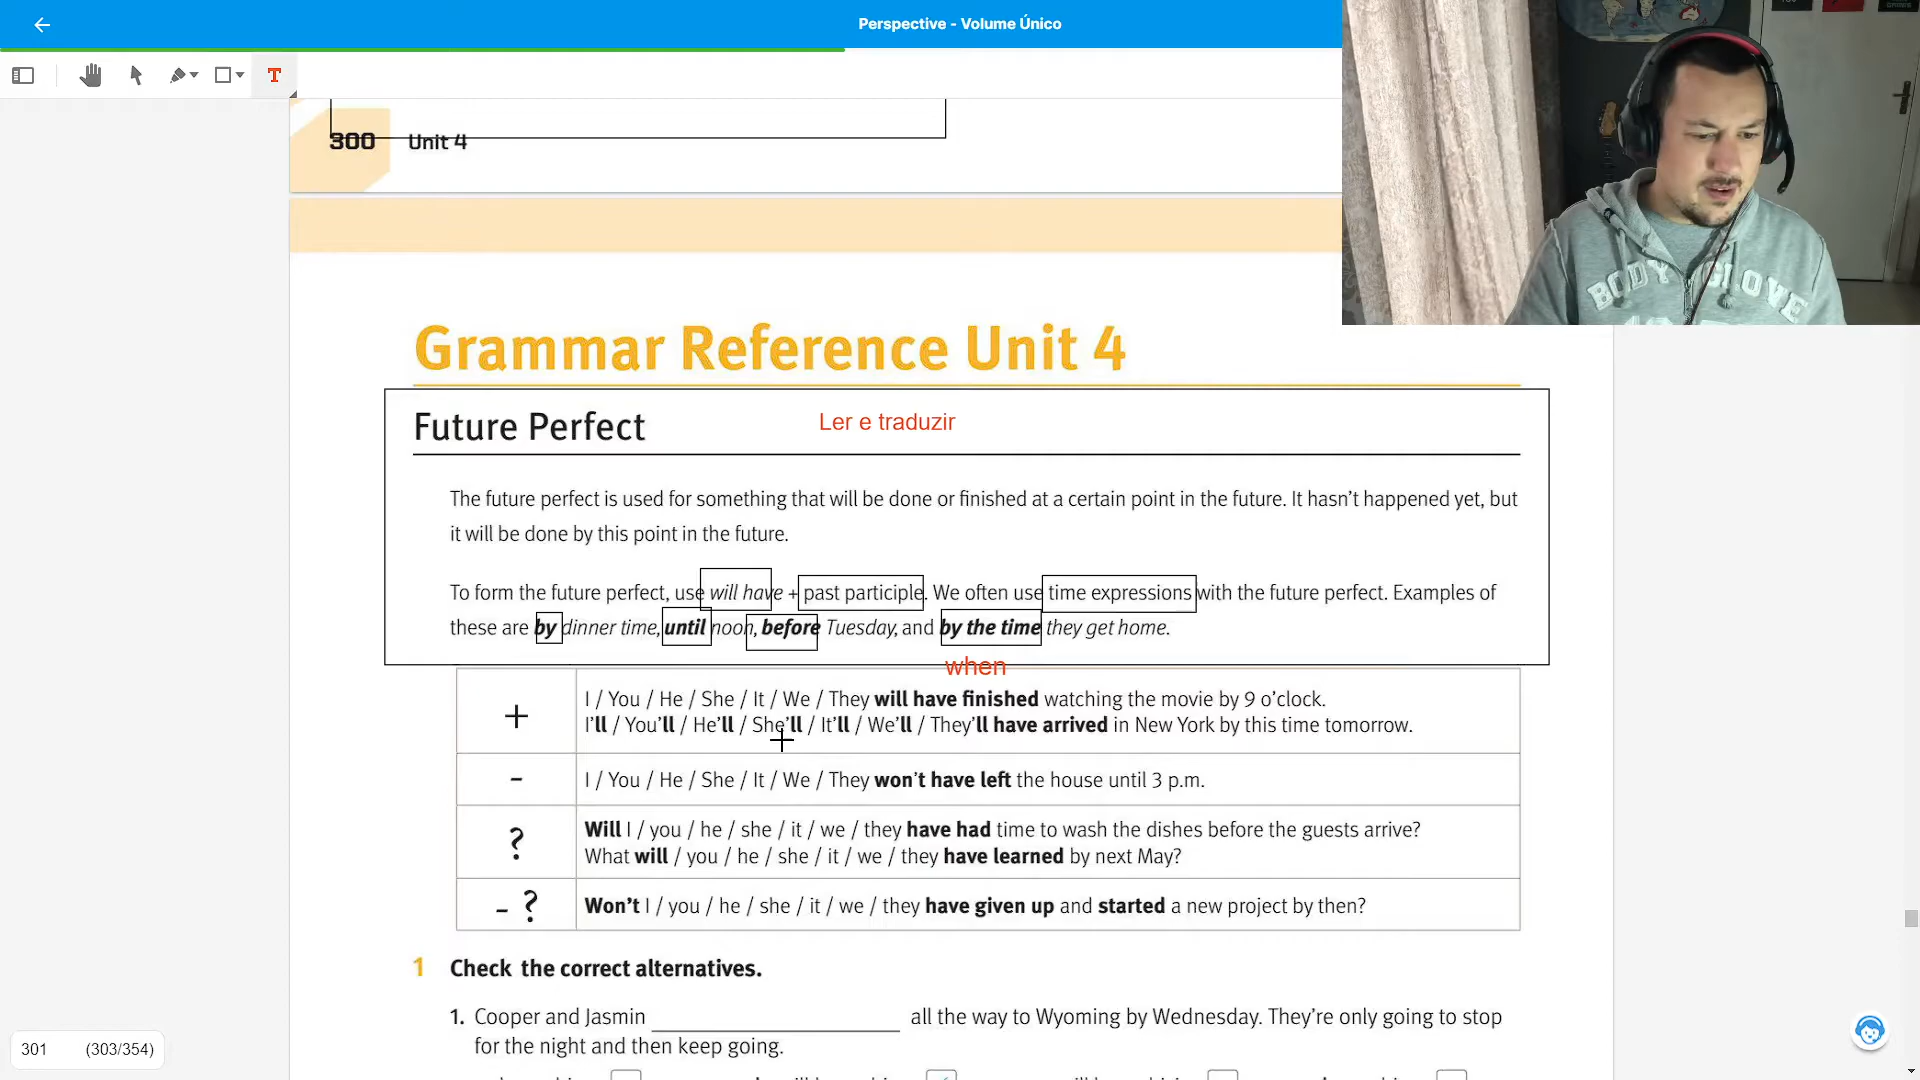 Perspective - Volume Único
T
300 Unit 4
BODY GLOVE
Grammar Reference Unit 4
Future Perfect
Ler e traduzir
The future perfect is used for something that will be done or finished at a certain point in the future. It hasn't happened yet, but
it will be done by this point in the future.
To form the future perfect, use will have + past participle. We often use time expressions with the future perfect. Examples of
these are by dinner time, until noon, before Tuesday, and by the time they get home.
when
+ I / You / He / She / It / We / They will have finished watching the movie by 9 o'clock.
I'll / You'll / He'll / She'll / It'll / We'll / They'll have arrived in New York by this time tomorrow.
- I / You / He / She / It / We / They won't have left the house until 3 p.m.
? Will I / you / he / she / it / we / they have had time to wash the dishes before the guests arrive?
What will / you / he / she / it / we / they have learned by next May?
- ? Won't I / you / he / she / it / we / they have given up and started a new project by then?
1 Check the correct alternatives.
1. Cooper and Jasmin ____________________ all the way to Wyoming by Wednesday. They're only going to stop
for the night and then keep going.
301 (303/354)